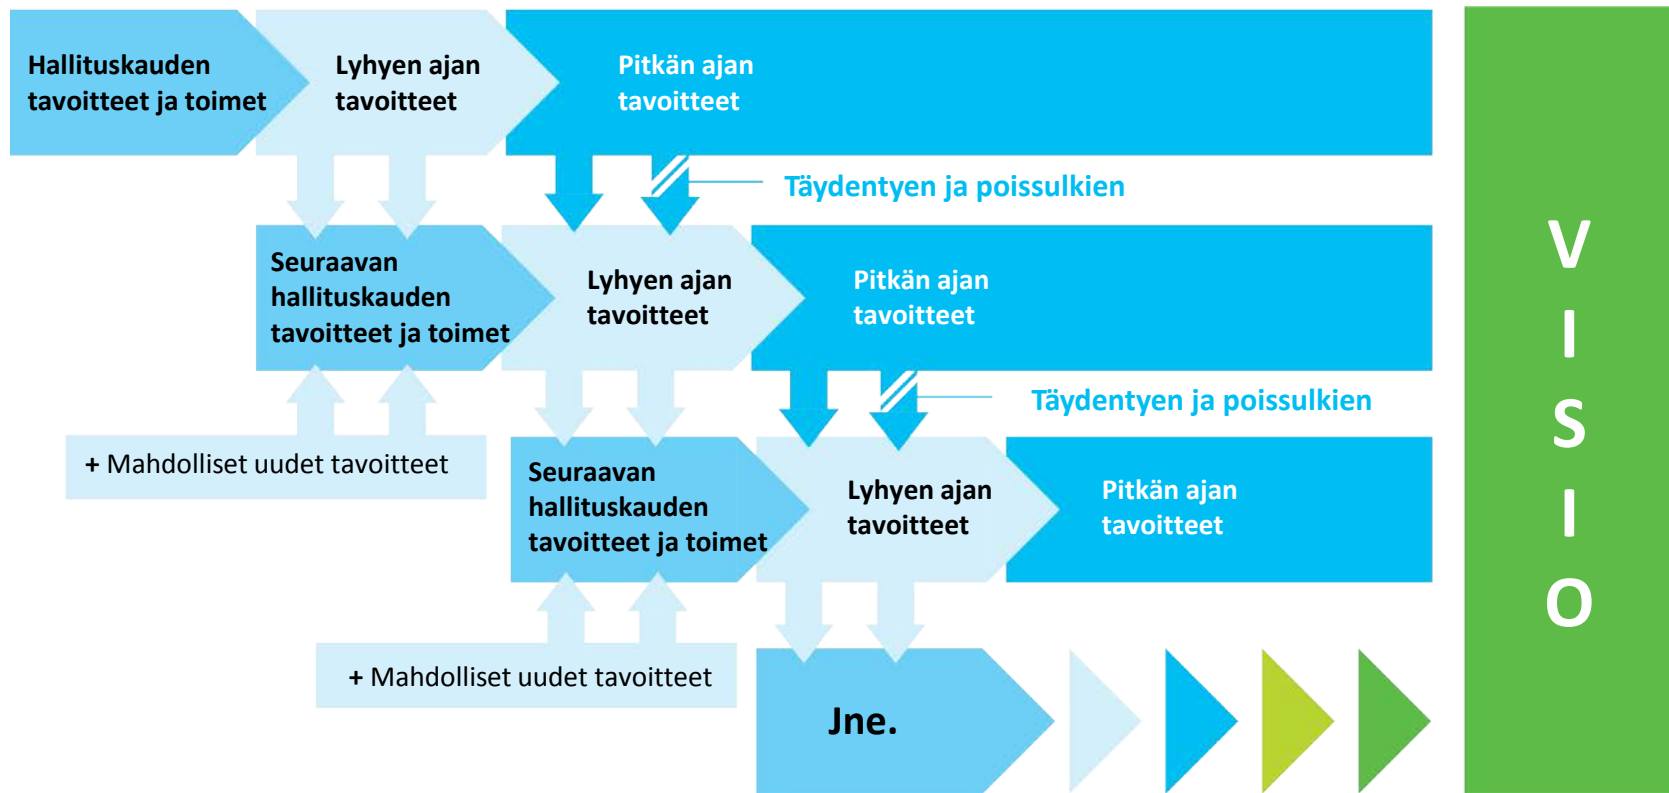 Hallituskauden
tavoitteet ja toimet
Lyhyen ajan
tavoitteet
Pitkän ajan
tavoitteet
Täydentyen ja poissulkien
Seuraavan
hallituskauden
tavoitteet ja toimet
Lyhyen ajan
tavoitteet
Pitkän ajan
tavoitteet
Täydentyen ja poissulkien
+ Mahdolliset uudet tavoitteet
Seuraavan
hallituskauden
tavoitteet ja toimet
Lyhyen ajan
tavoitteet
Pitkän ajan
tavoitteet
+ Mahdolliset uudet tavoitteet
Jne.
V
I
S
I
O